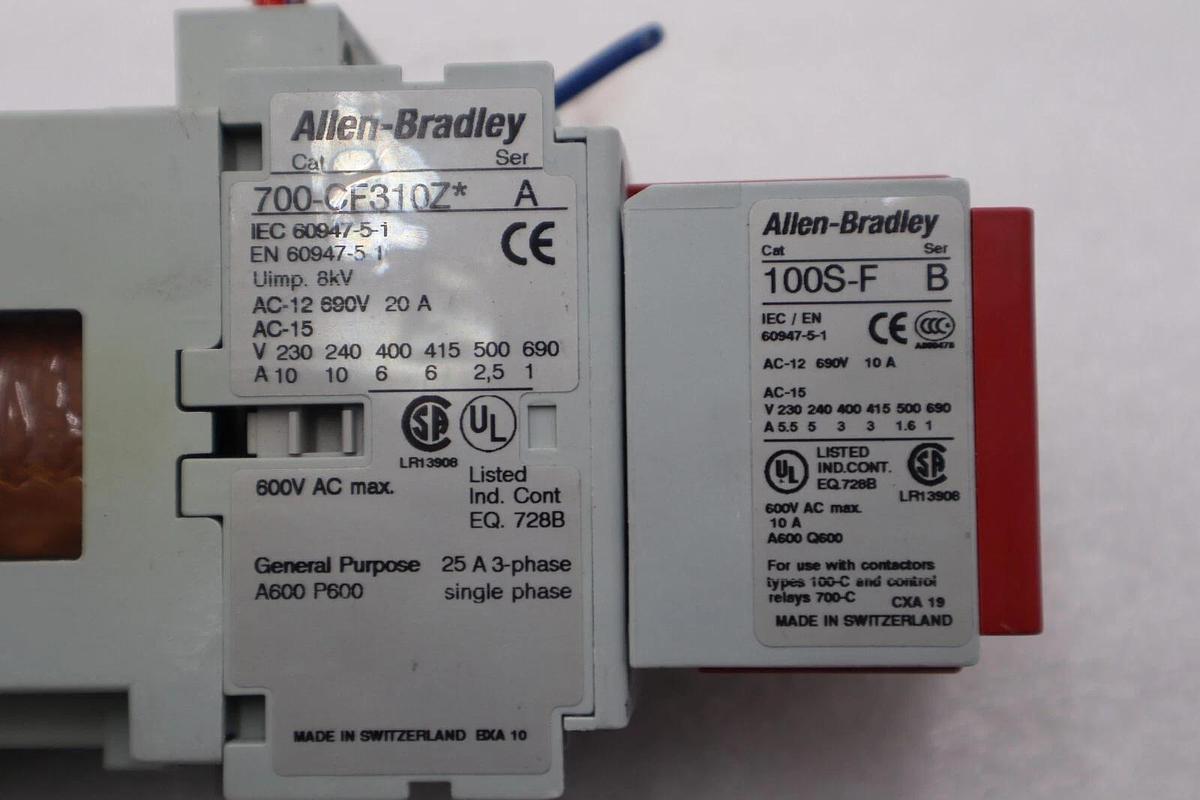 Allen-Bradley
Cat Ser
700-CF310Z* A
IEC 60947-5-1
EN 60947-5-1
CE
Uimp. 8kV
AC-12 690V 20 A
AC-15
V 230 240 400 415 500 690
A 10 10 6 6 2,5 1
SA UL
LR13908
600V AC max.
Listed
Ind. Cont
EQ. 728B
General Purpose 25 A 3-phase
A600 P600 single phase
MADE IN SWITZERLAND BXA 10
Allen-Bradley
Cat Ser
100S-F B
IEC / EN
60947-5-1
CE CCC
AC-12 690V 10 A
AC-15
V 230 240 400 415 500 690
A 5.5 5 3 3 1.6 1
UL
LISTED
IND.CONT.
EQ.728B
SA
LR13908
600V AC max.
10 A
A600 Q600
For use with contactors
types 100-C and control
relays 700-C CXA 19
MADE IN SWITZERLAND